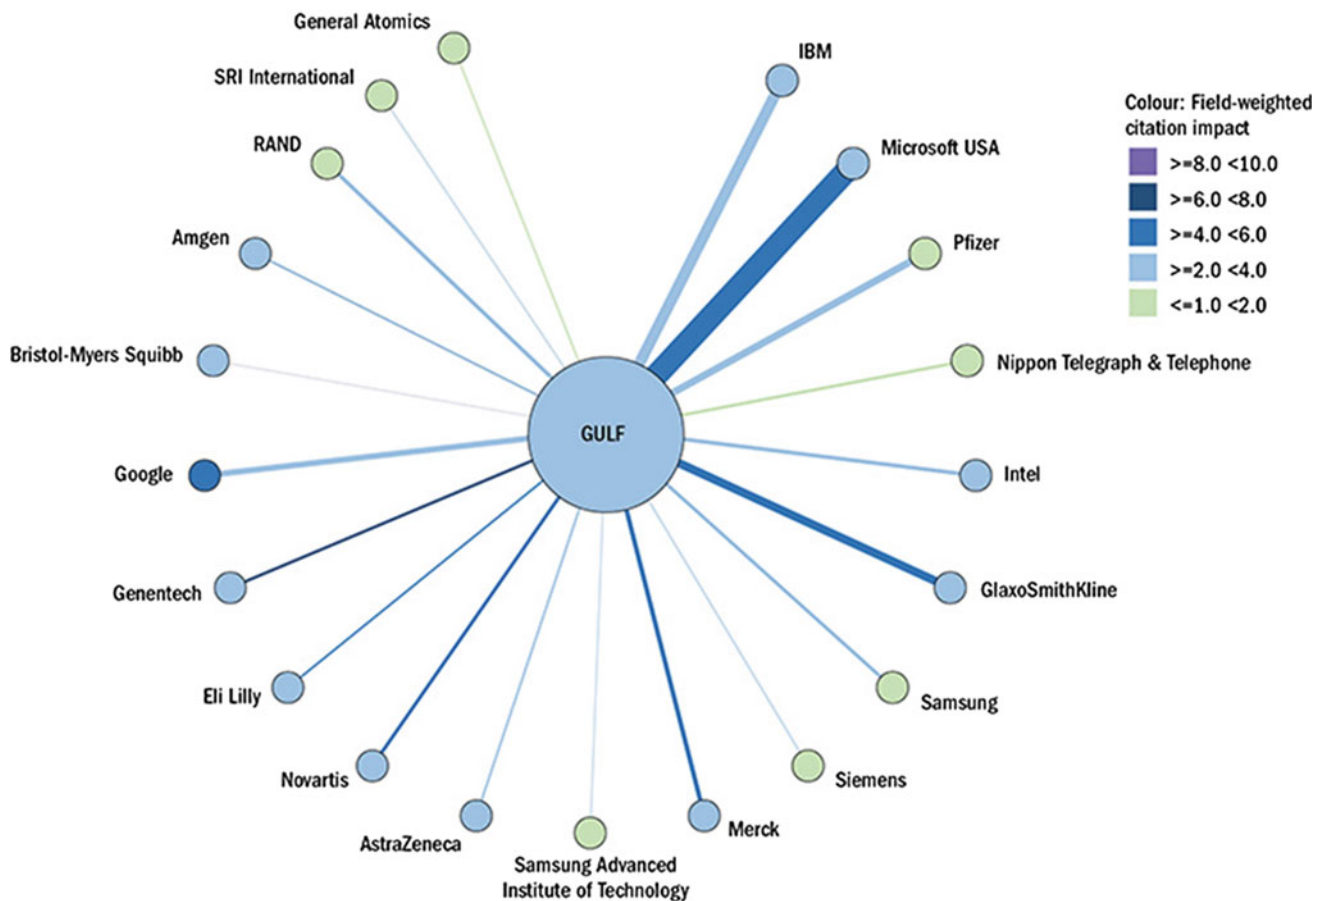 General Atomics
SRI International
RAND
Amgen
Bristol-Myers Squibb
Google
Genentech
Eli Lilly
Novartis
AstraZeneca
Samsung Advanced
Institute of Technology
Merck
Siemens
Samsung
GlaxoSmithKline
Intel
Nippon Telegraph & Telephone
Pfizer
Microsoft USA
IBM
GULF
Colour: Field-weighted
citation impact
>=8.0 <10.0
>=6.0 <8.0
>=4.0 <6.0
>=2.0 <4.0
<=1.0 <2.0